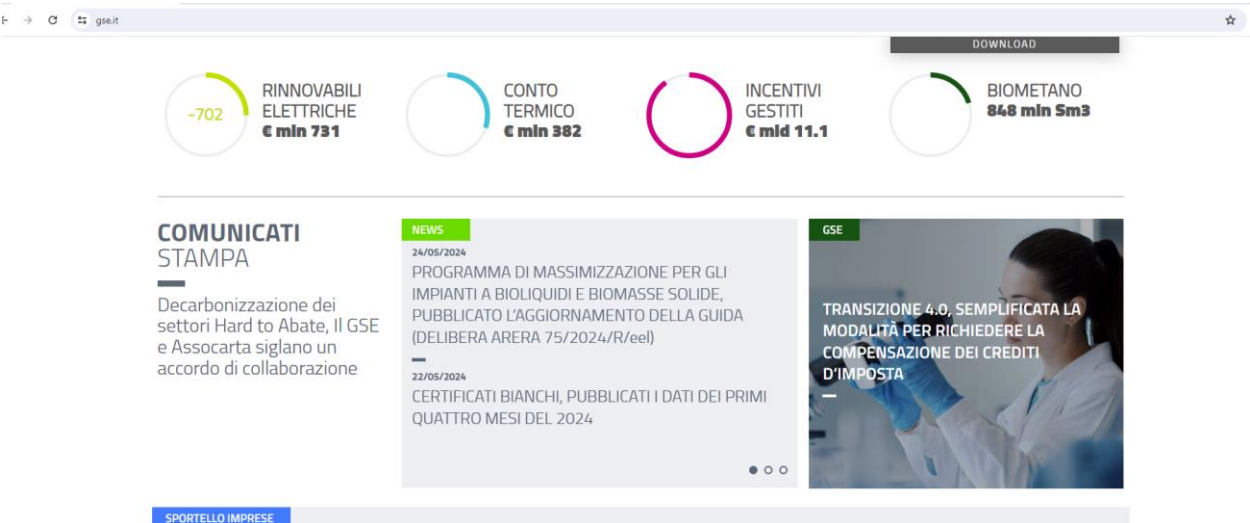 gse.it
DOWNLOAD
-702
RINNOVABILI
ELETTRICHE
€ mln 731
CONTO
TERMICO
€ mln 382
INCENTIVI
GESTITI
€ mld 11.1
BIOMETANO
848 mln Sm3
COMUNICATI
STAMPA
Decarbonizzazione dei
settori Hard to Abate, Il GSE
e Assocarta siglano un
accordo di collaborazione
NEWS
24/05/2024
PROGRAMMA DI MASSIMIZZAZIONE PER GLI
IMPIANTI A BIOLIQUIDI E BIOMASSE SOLIDE,
PUBBLICATO L'AGGIORNAMENTO DELLA GUIDA
(DELIBERA ARERA 75/2024/R/eel)
22/05/2024
CERTIFICATI BIANCHI, PUBBLICATI I DATI DEI PRIMI
QUATTRO MESI DEL 2024
GSE
TRANSIZIONE 4.0, SEMPLIFICATA LA
MODALITÀ PER RICHIEDERE LA
COMPENSAZIONE DEI CREDITI
D'IMPOSTA
SPORTELLO IMPRESE